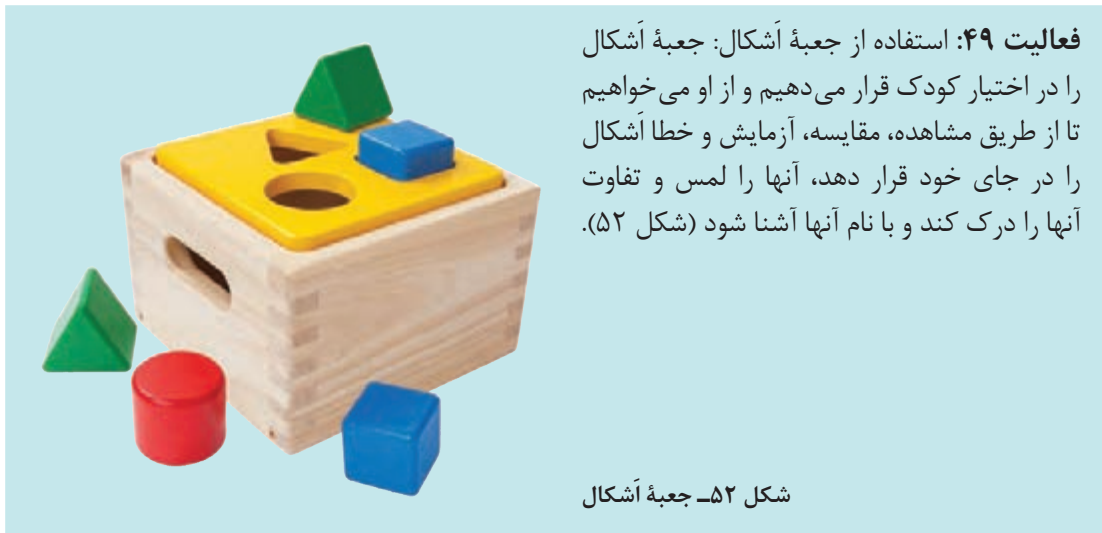 فعالیت ۴۹: استفاده از جعبهٔ اَشکال: جعبهٔ اَشکال
را در اختیار کودک قرار می‌دهیم و از او می‌خواهیم
تا از طریق مشاهده، مقایسه، آزمایش و خطا اَشکال
را در جای خود قرار دهد، آنها را لمس و تفاوت
آنها را درک کند و با نام آنها آشنا شود (شکل ۵۲).
شکل ۵۲ــ جعبهٔ اَشکال